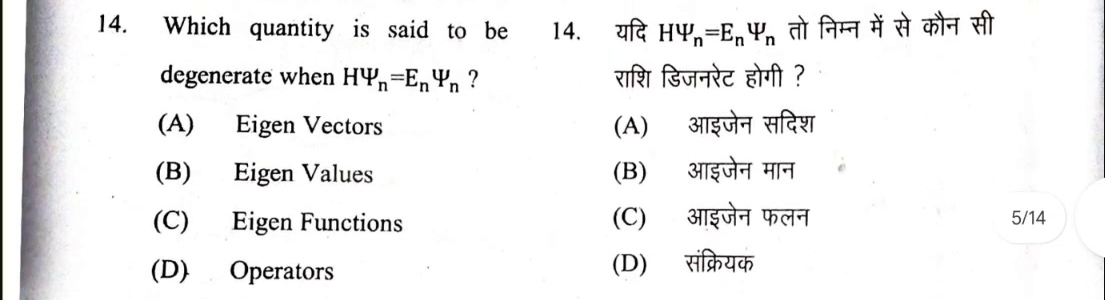 14. Which quantity is said to be
degenerate when HΨn=EnΨn ?
(A) Eigen Vectors
(B) Eigen Values
(C) Eigen Functions
(D) Operators
14. यदि HΨn=EnΨn तो निम्न में से कौन सी
राशि डिजनरेट होगी ?
(A) आइजेन सदिश
(B) आइजेन मान
(C) आइजेन फलन
(D) संक्रियक
5/14